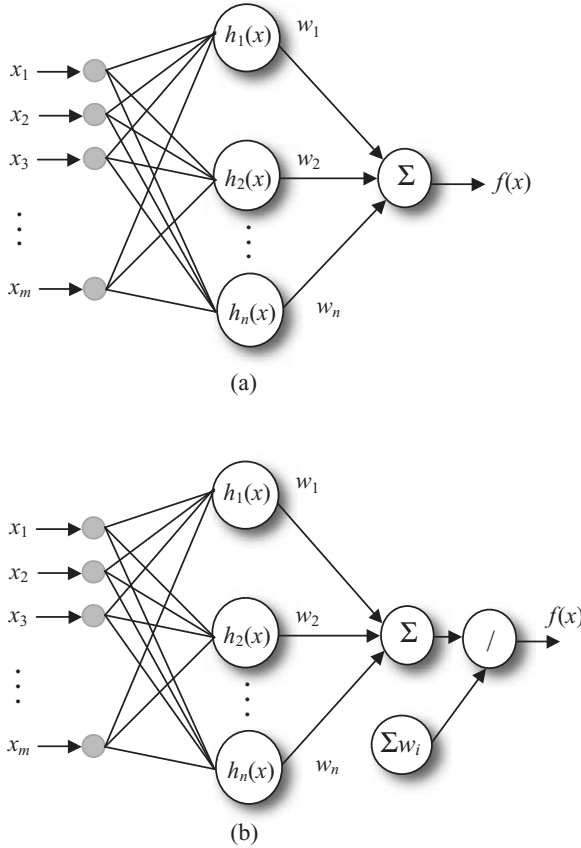 h₁(x)
w₁
x₁
x₂
x₃
h₂(x)
w₂
Σ
f(x)
⋮
⋮
xₘ
hₙ(x)
wₙ
(a)
h₁(x)
w₁
x₁
x₂
x₃
h₂(x)
w₂
Σ
/
f(x)
⋮
⋮
xₘ
hₙ(x)
wₙ
Σwᵢ
(b)